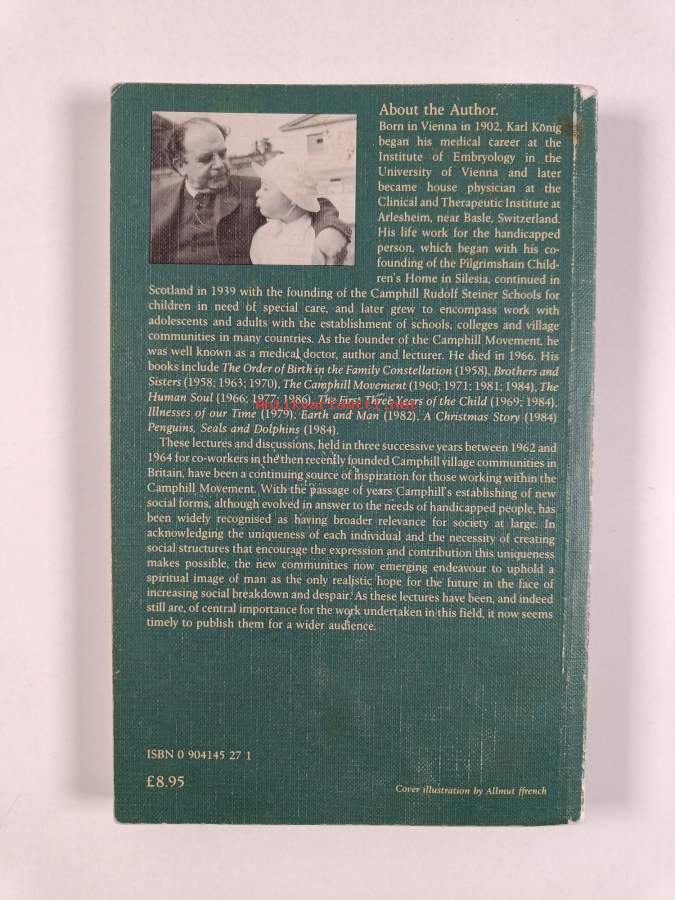 About the Author.
Born in Vienna in 1902, Karl König
began his medical career at the
Institute of Embryology in the
University of Vienna and later
became house physician at the
Clinical and Therapeutic Institute at
Arlesheim, near Basle, Switzerland.
His life work for the handicapped
person, which began with his co-
founding of the Pilgrimshain Child-
ren's Home in Silesia, continued in
Scotland in 1939 with the founding of the Camphill Rudolf Steiner Schools for
children in need of special care, and later grew to encompass work with
adolescents and adults with the establishment of schools, colleges and village
communities in many countries. As the founder of the Camphill Movement, he
was well known as a medical doctor, author and lecturer. He died in 1966. His
books include The Order of Birth in the Family Constellation (1958), Brothers and
Sisters (1958; 1963; 1970), The Camphill Movement (1960; 1971; 1981; 1984), The
Human Soul (1966; 1977; 1986), The First Three Years of the Child (1969; 1984),
Illnesses of our Time (1979), Earth and Man (1982), A Christmas Story (1984)
Penguins, Seals and Dolphins (1984).
These lectures and discussions, held in three successive years between 1962 and
1964 for co-workers in the then recently founded Camphill village communities in
Britain, have been a continuing source of inspiration for those working within the
Camphill Movement. With the passage of years Camphill's establishing of new
social forms, although evolved in answer to the needs of handicapped people, has
been widely recognised as having broader relevance for society at large. In
acknowledging the uniqueness of each individual and the necessity of creating
social structures that encourage the expression and contribution this uniqueness
makes possible, the new communities now emerging endeavour to uphold a
spiritual image of man as the only realistic hope for the future in the face of
increasing social breakdown and despair. As these lectures have been, and indeed
still are, of central importance for the work undertaken in this field, it now seems
timely to publish them for a wider audience.
ISBN 0 904145 27 1
£8.95
Cover illustration by Allmut ffrench